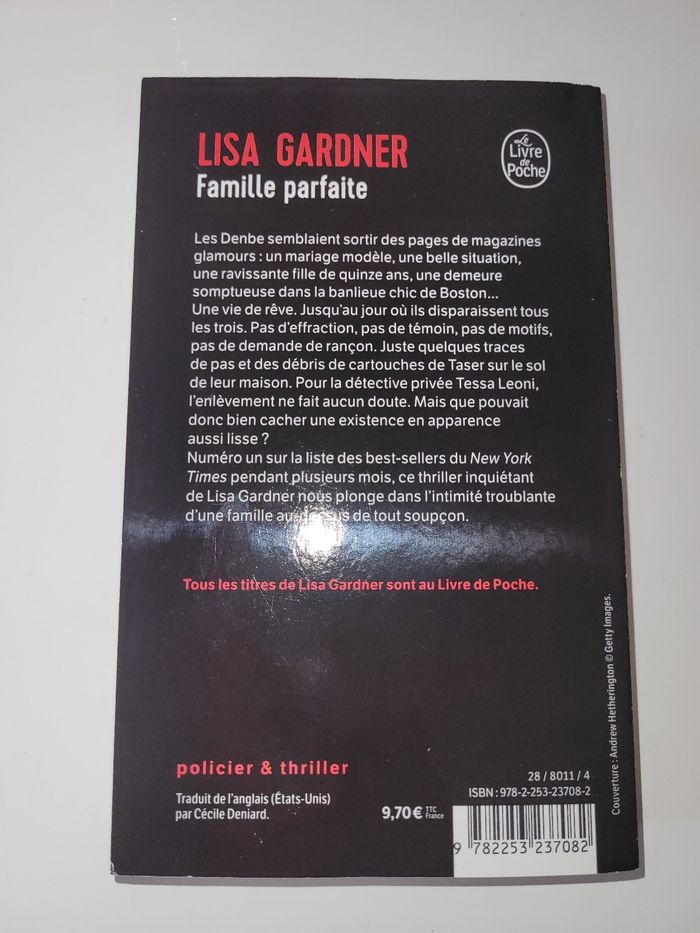 LISA GARDNER
Famille parfaite
Le
Livre
de
Poche
Les Denbe semblaient sortir des pages de magazines
glamours : un mariage modèle, une belle situation,
une ravissante fille de quinze ans, une demeure
somptueuse dans la banlieue chic de Boston...
Une vie de rêve. Jusqu'au jour où ils disparaissent tous
les trois. Pas d'effraction, pas de témoin, pas de motifs,
pas de demande de rançon. Juste quelques traces
de pas et des débris de cartouches de Taser sur le sol
de leur maison. Pour la détective privée Tessa Leoni,
l'enlèvement ne fait aucun doute. Mais que pouvait
donc bien cacher une existence en apparence
aussi lisse ?
Numéro un sur la liste des best-sellers du New York
Times pendant plusieurs mois, ce thriller inquiétant
de Lisa Gardner nous plonge dans l'intimité troublante
d'une famille au-dessus de tout soupçon.
Tous les titres de Lisa Gardner sont au Livre de Poche.
policier & thriller
Traduit de l'anglais (États-Unis)
par Cécile Deniard.
9,70 € TTC France
28 / 8011 / 4
ISBN : 978-2-253-23708-2
9 782253 237082
Couverture : Andrew Hetherington © Getty Images.